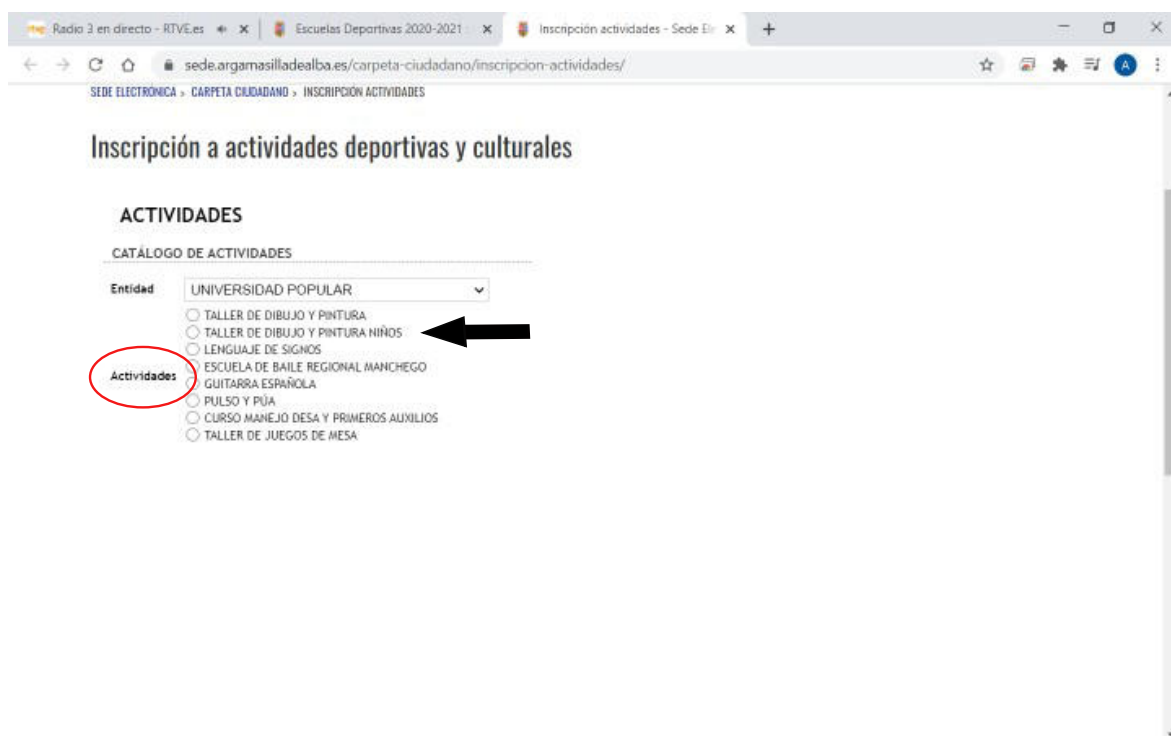 Radio 3 en directo - RTVE.es
Escuelas Deportivas 2020-2021
Inscripción actividades - Sede Ele
sede.argamasilladealba.es/carpeta-ciudadano/inscripcion-actividades/
A
SEDE ELECTRÓNICA > CARPETA CIUDADANO > INSCRIPCIÓN ACTIVIDADES
Inscripción a actividades deportivas y culturales
ACTIVIDADES
CATÁLOGO DE ACTIVIDADES
Entidad UNIVERSIDAD POPULAR
TALLER DE DIBUJO Y PINTURA
TALLER DE DIBUJO Y PINTURA NIÑOS
LENGUAJE DE SIGNOS
ESCUELA DE BAILE REGIONAL MANCHEGO
Actividades
GUITARRA ESPAÑOLA
PULSO Y PÚA
CURSO MANEJO DESA Y PRIMEROS AUXILIOS
TALLER DE JUEGOS DE MESA